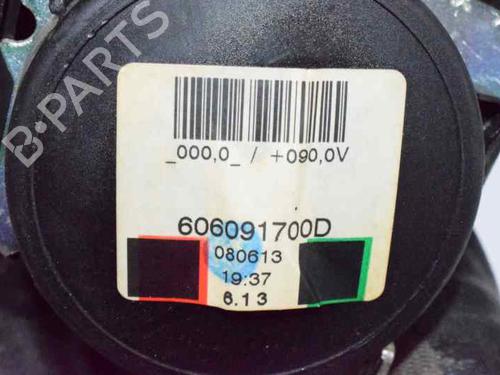 B-PARTS
_000,0_ / +090,0V
606091700D
080613
19:37
6.13